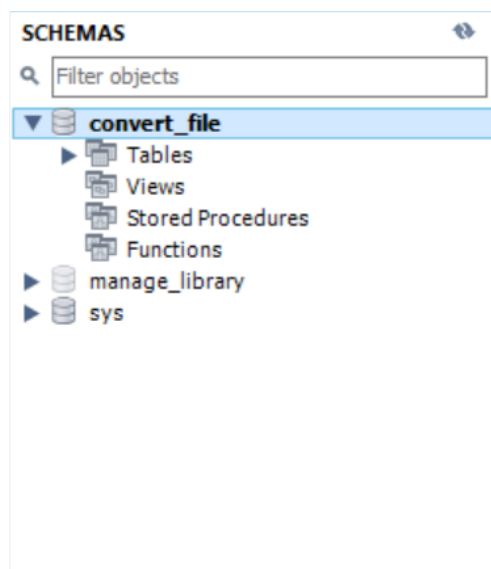 SCHEMAS
Filter objects
convert_file
Tables
Views
Stored Procedures
Functions
manage_library
sys